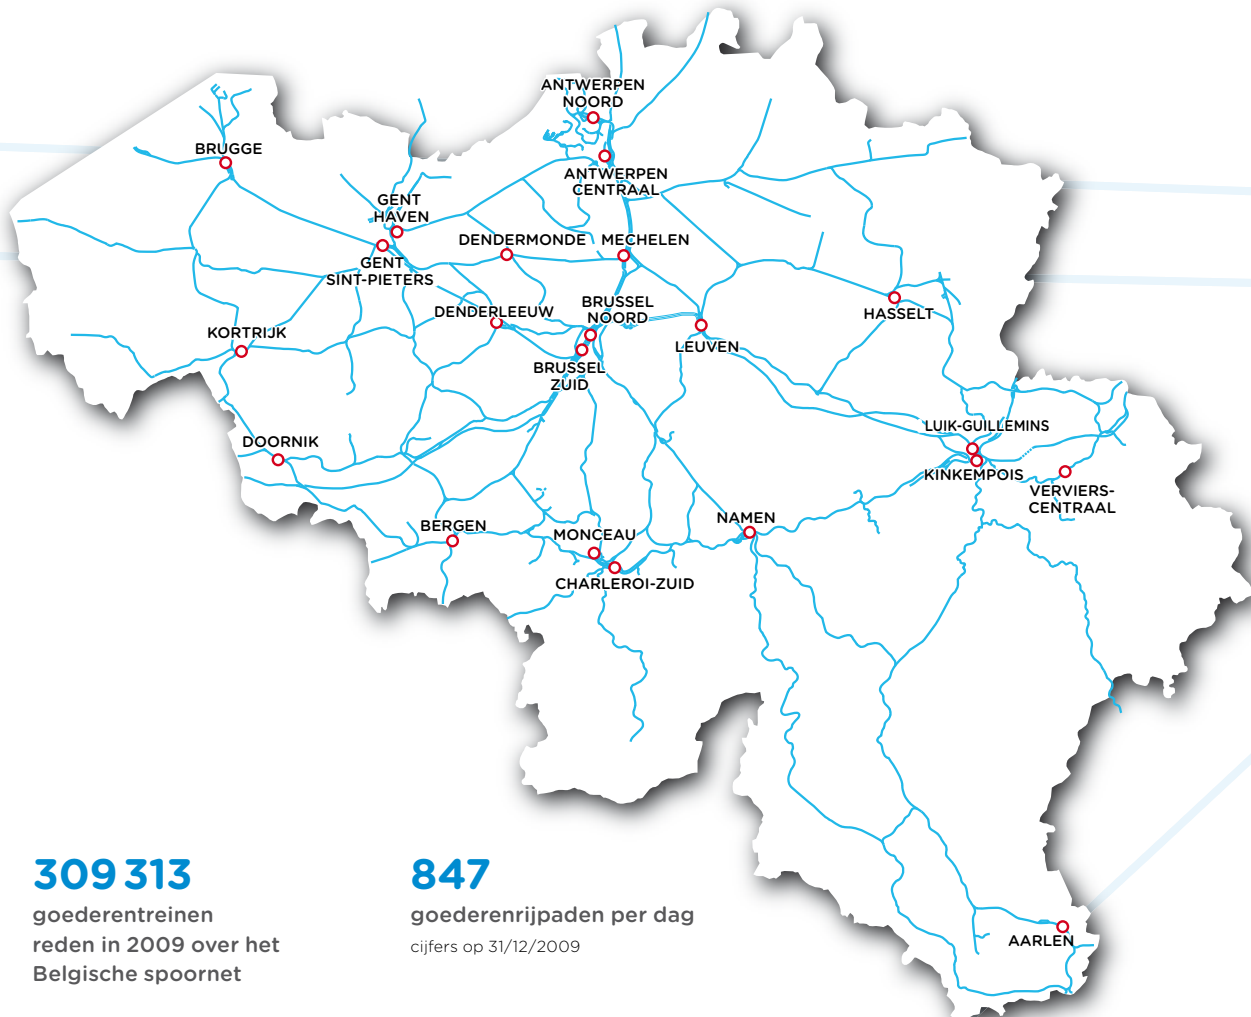 ANTWERPEN
NOORD
BRUGGE
ANTWERPEN
CENTRAAL
GENT
HAVEN
DENDERMONDE
MECHELEN
GENT
SINT-PIETERS
BRUSSEL
NOORD
DENDERLEEUW
HASSELT
KORTRIJK
LEUVEN
BRUSSEL
ZUID
LUIK-GUILLEMINS
DOORNIK
KINKEMPOIS
VERVIERS-
CENTRAAL
BERGEN
MONCEAU
NAMEN
CHARLEROI-ZUID
309 313
goederentreinen
reden in 2009 over het
Belgische spoornet
847
goederenrijpaden per dag
cijfers op 31/12/2009
AARLEN